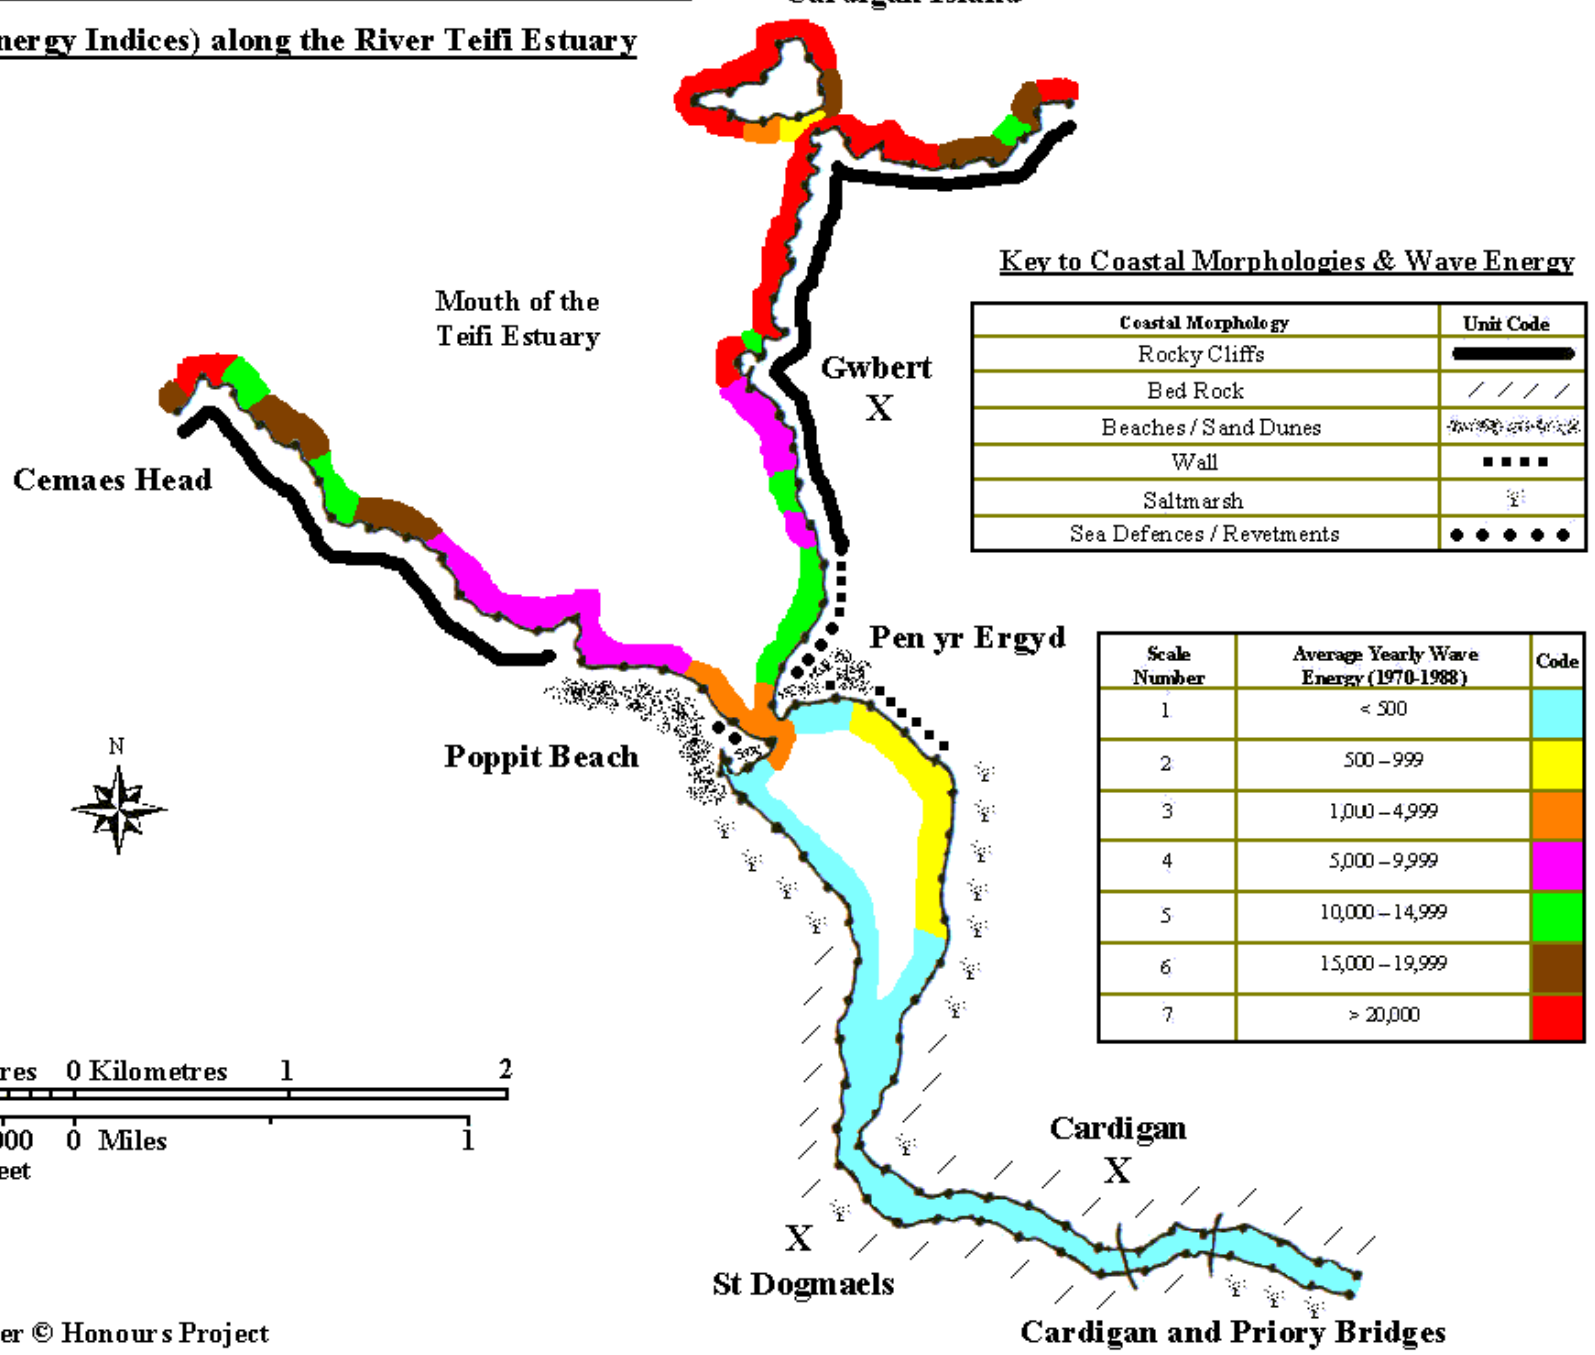 nergy Indices) along the River Teifi Estuary
Mouth of the
Teifi Estuary
Key to Coastal Morphologies & Wave Energy
Coastal Morphology Unit Code
Rocky Cliffs
Bed Rock
Beaches / Sand Dunes
Wall
Saltmarsh
Sea Defences / Revetments
Gwbert
X
Cemaes Head
Pen yr Ergyd
Scale
Number
Average Yearly Wave
Energy (1970-1988)
Code
1 < 500
2 500 – 999
3 1,000 – 4,999
4 5,000 – 9,999
5 10,000 – 14,999
6 15,000 – 19,999
7 > 20,000
Poppit Beach
N
res 0 Kilometres 1 2
000 0 Miles 1
eet
Cardigan
X
X
St Dogmaels
Cardigan and Priory Bridges
er © Honours Project